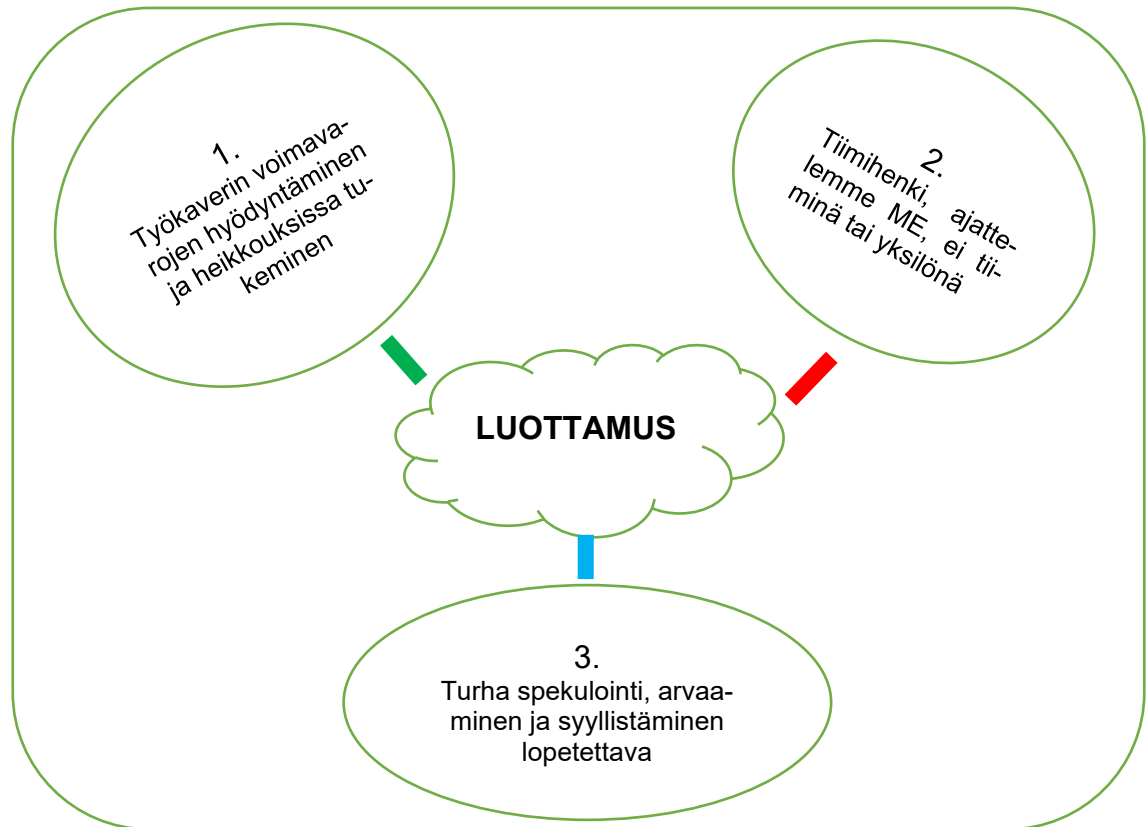 1.
Työkaverin voimava-
rojen hyödyntäminen
ja heikkouksissa tu-
keminen
2.
Tiimihenki, ajatte-
lemme ME, ei tii-
minä tai yksilönä
LUOTTAMUS
3.
Turha spekulointi, arvaa-
minen ja syyllistäminen
lopetettava